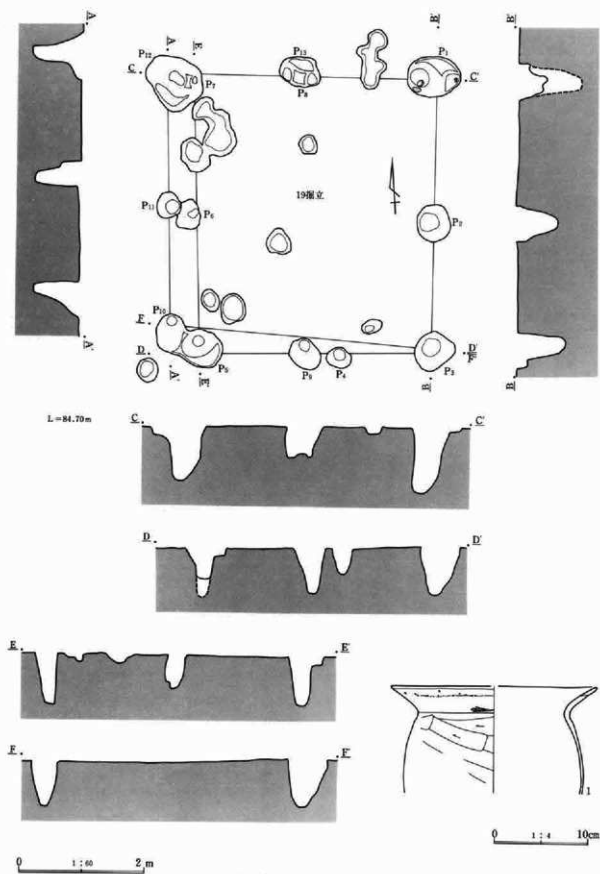 A
A'
B'
B
P12
A
E'
C
P7
P13
P8
B'
P1
C'
19掘立
P11
P6
P2
P10
F
D
A'
E
P5
P9
P4
B
P3
D'
F'
L=84.70m
C
C'
D
D'
E
E'
F
F'
1
0
1:4
10cm
0
1:60
2 m